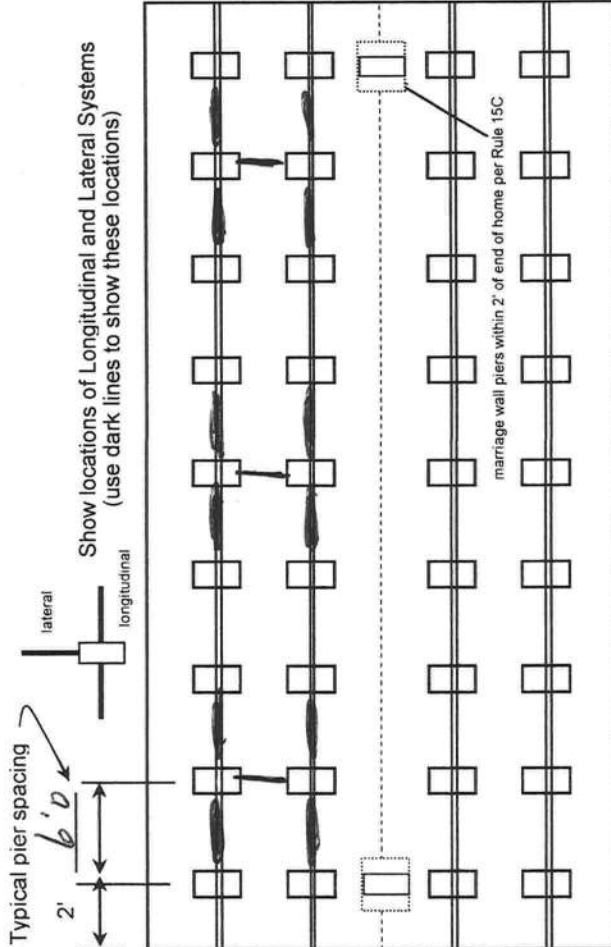 Typical pier spacing
6'0
2'
lateral
longitudinal
Show locations of Longitudinal and Lateral Systems
(use dark lines to show these locations)
marriage wall piers within 2' of end of home per Rule 15C